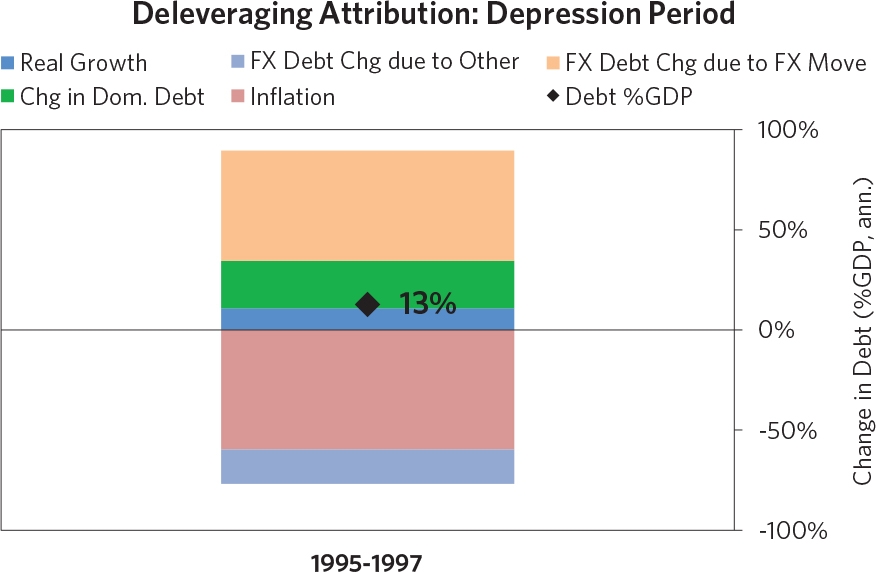 Deleveraging Attribution: Depression Period
Real Growth
FX Debt Chg due to Other
FX Debt Chg due to FX Move
Chg in Dom. Debt
Inflation
Debt %GDP
100%
50%
13%
0%
-50%
-100%
Change in Debt (%GDP, ann.)
1995-1997